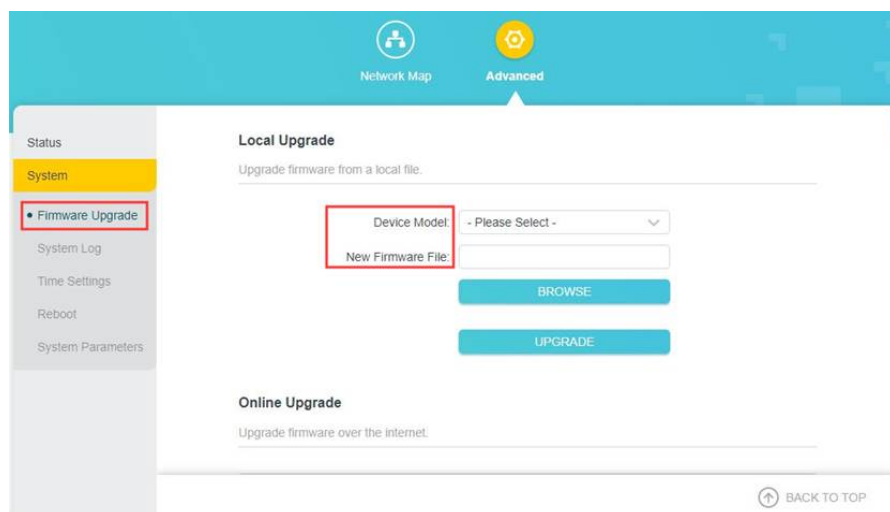 Network Map
Advanced
Status
System
Firmware Upgrade
System Log
Time Settings
Reboot
System Parameters
Local Upgrade
Upgrade firmware from a local file.
Device Model: - Please Select -
New Firmware File:
BROWSE
UPGRADE
Online Upgrade
Upgrade firmware over the internet.
BACK TO TOP